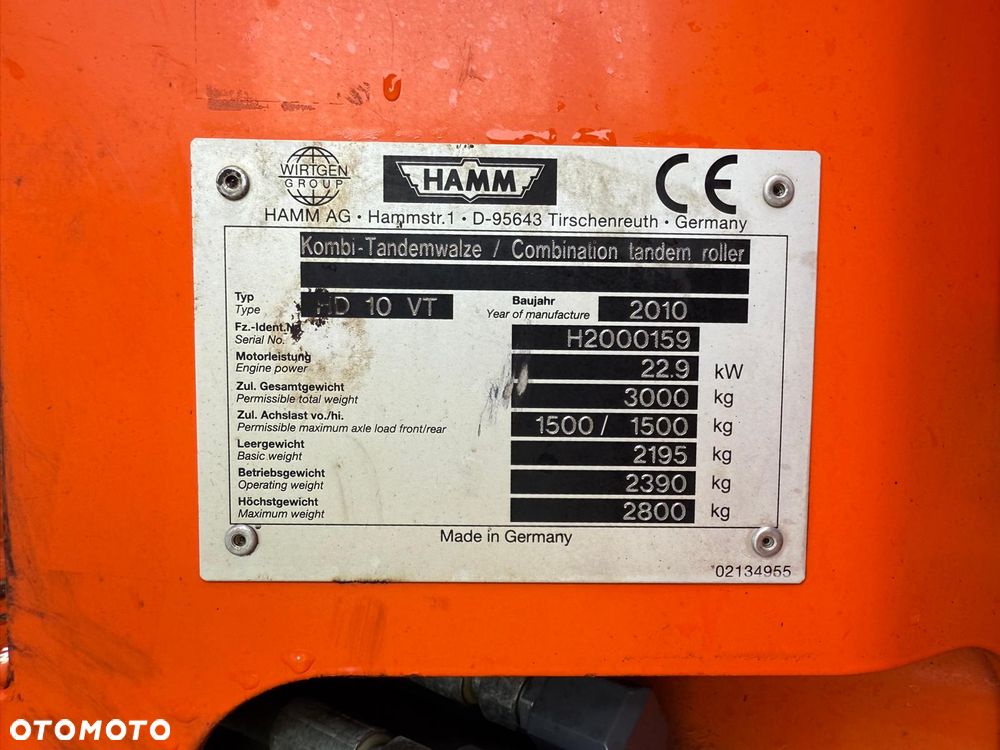 WIRTGEN
GROUP
HAMM
CE
HAMM AG · Hammstr.1 · D-95643 Tirschenreuth · Germany
Kombi-Tandemwalze / Combination tandem roller
Typ
Type
HD 10 VT
Baujahr
Year of manufacture
2010
Fz.-Ident.N
Serial No.
H2000159
Motorleistung
Engine power
22.9 kW
Zul. Gesamtgewicht
Permissible total weight
3000 kg
Zul. Achslast vo./hi.
Permissible maximum axle load front/rear
1500 / 1500 kg
Leergewicht
Basic weight
2195 kg
Betriebsgewicht
Operating weight
2390 kg
Höchstgewicht
Maximum weight
2800 kg
Made in Germany
02134955
OTOMOTO